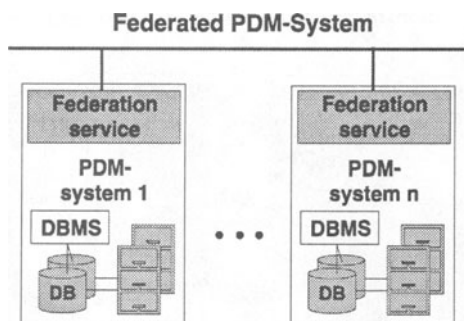 Federated PDM-System
Federation
service
PDM-
system 1
DBMS
DB
• • •
Federation
service
PDM-
system n
DBMS
DB